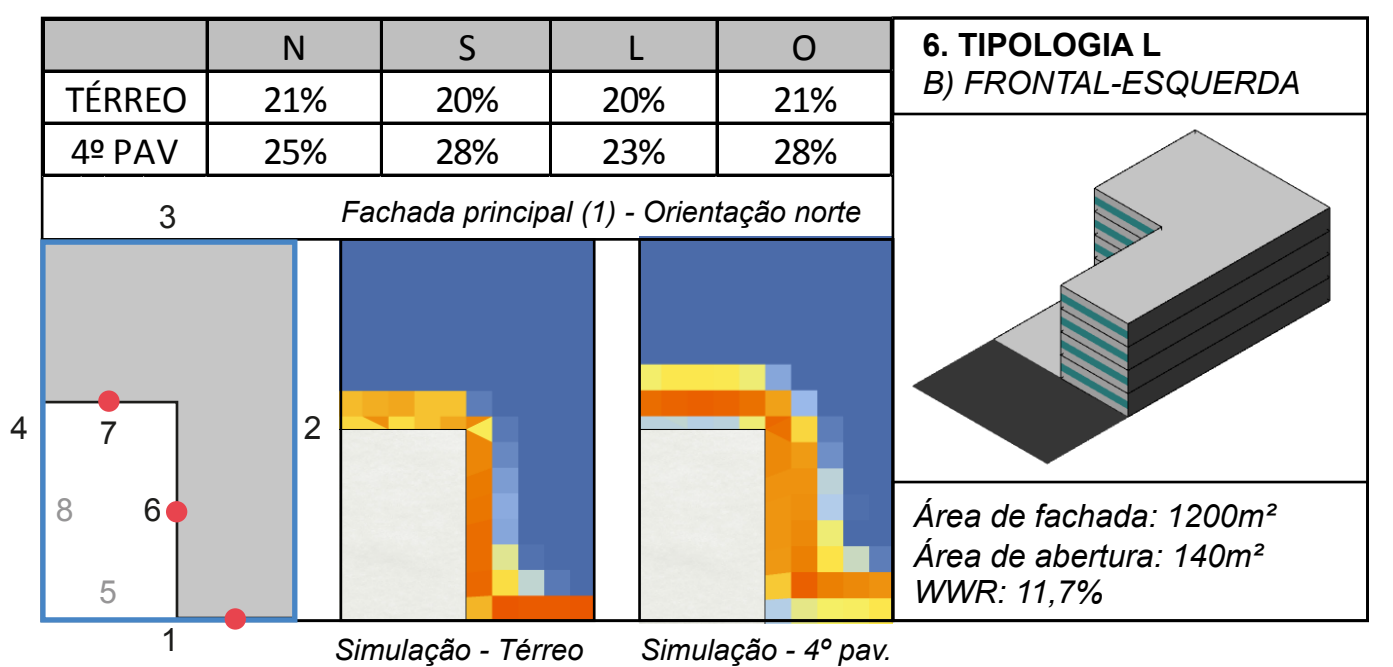 N S L O
TÉRREO 21% 20% 20% 21%
4º PAV 25% 28% 23% 28%
6. TIPOLOGIA L
B) FRONTAL-ESQUERDA
3
Fachada principal (1) - Orientação norte
4
7
2
8
6
5
1
Simulação - Térreo
Simulação - 4º pav.
Área de fachada: 1200m²
Área de abertura: 140m²
WWR: 11,7%